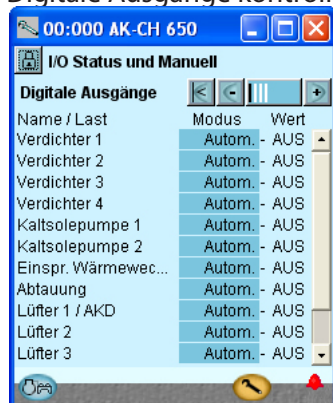 Digitale Ausgänge kontroll
00:000 AK-CH 650
I/O Status und Manuell
Digitale Ausgänge
Name / Last Modus Wert
Verdichter 1 Autom. - AUS
Verdichter 2 Autom. - AUS
Verdichter 3 Autom. - AUS
Verdichter 4 Autom. - AUS
Kaltsolepumpe 1 Autom. - AUS
Kaltsolepumpe 2 Autom. - AUS
Einspr. Wärmewec... Autom. - AUS
Abtauung Autom. - AUS
Lüfter 1 / AKD Autom. - AUS
Lüfter 2 Autom. - AUS
Lüfter 3 Autom. - AUS